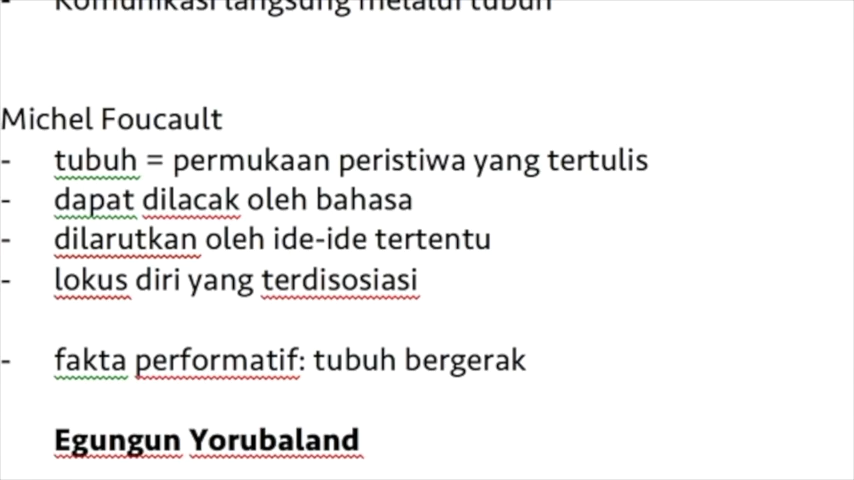 - Komunikasi langsung melalui tubuh
Michel Foucault
- tubuh = permukaan peristiwa yang tertulis
- dapat dilacak oleh bahasa
- dilarutkan oleh ide-ide tertentu
- lokus diri yang terdisosiasi
- fakta performatif: tubuh bergerak
Egungun Yorubaland